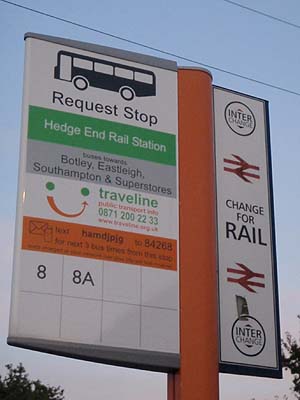 Request Stop
Hedge End Rail Station
buses towards
Botley, Eastleigh,
Southampton & Superstores
traveline
public transport info
0871 200 22 33
www.traveline.org.uk
Text hamdjpjg to 84268
for next 3 bus times from this stop
8 8A
INTER
CHANGE
CHANGE
FOR
RAIL
INTER
CHANGE